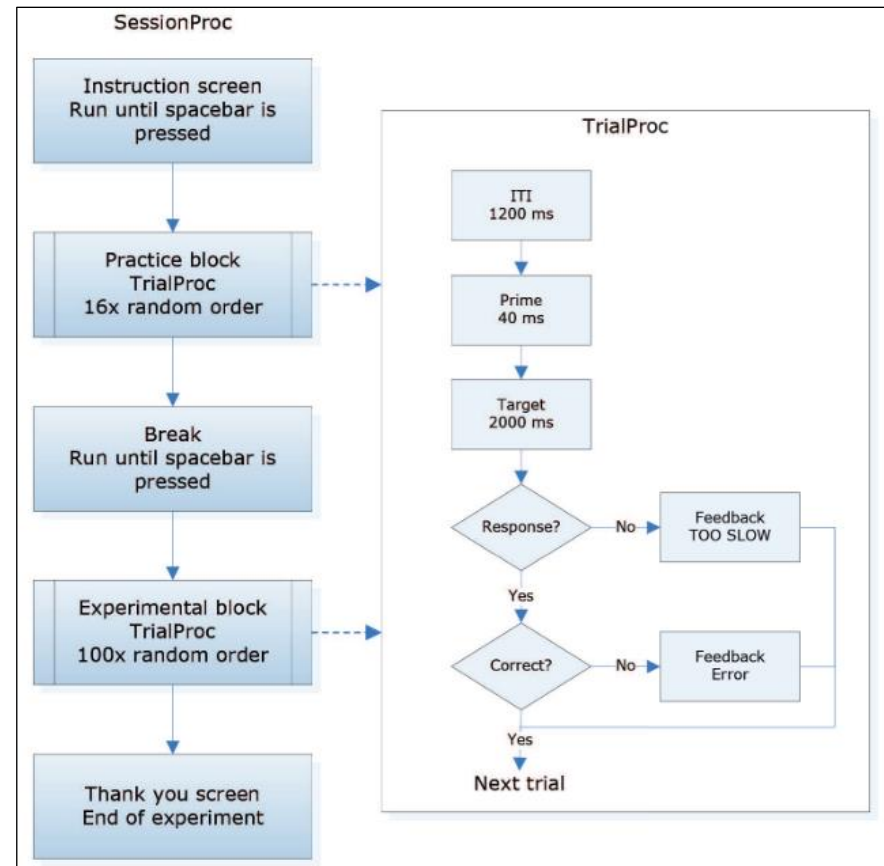 SessionProc
Instruction screen
Run until spacebar is
pressed
Practice block
TrialProc
16x random order
Break
Run until spacebar is
pressed
Experimental block
TrialProc
100x random order
Thank you screen
End of experiment
TrialProc
ITI
1200 ms
Prime
40 ms
Target
2000 ms
Response?
No
Feedback
TOO SLOW
Yes
Correct?
No
Feedback
Error
Yes
Next trial